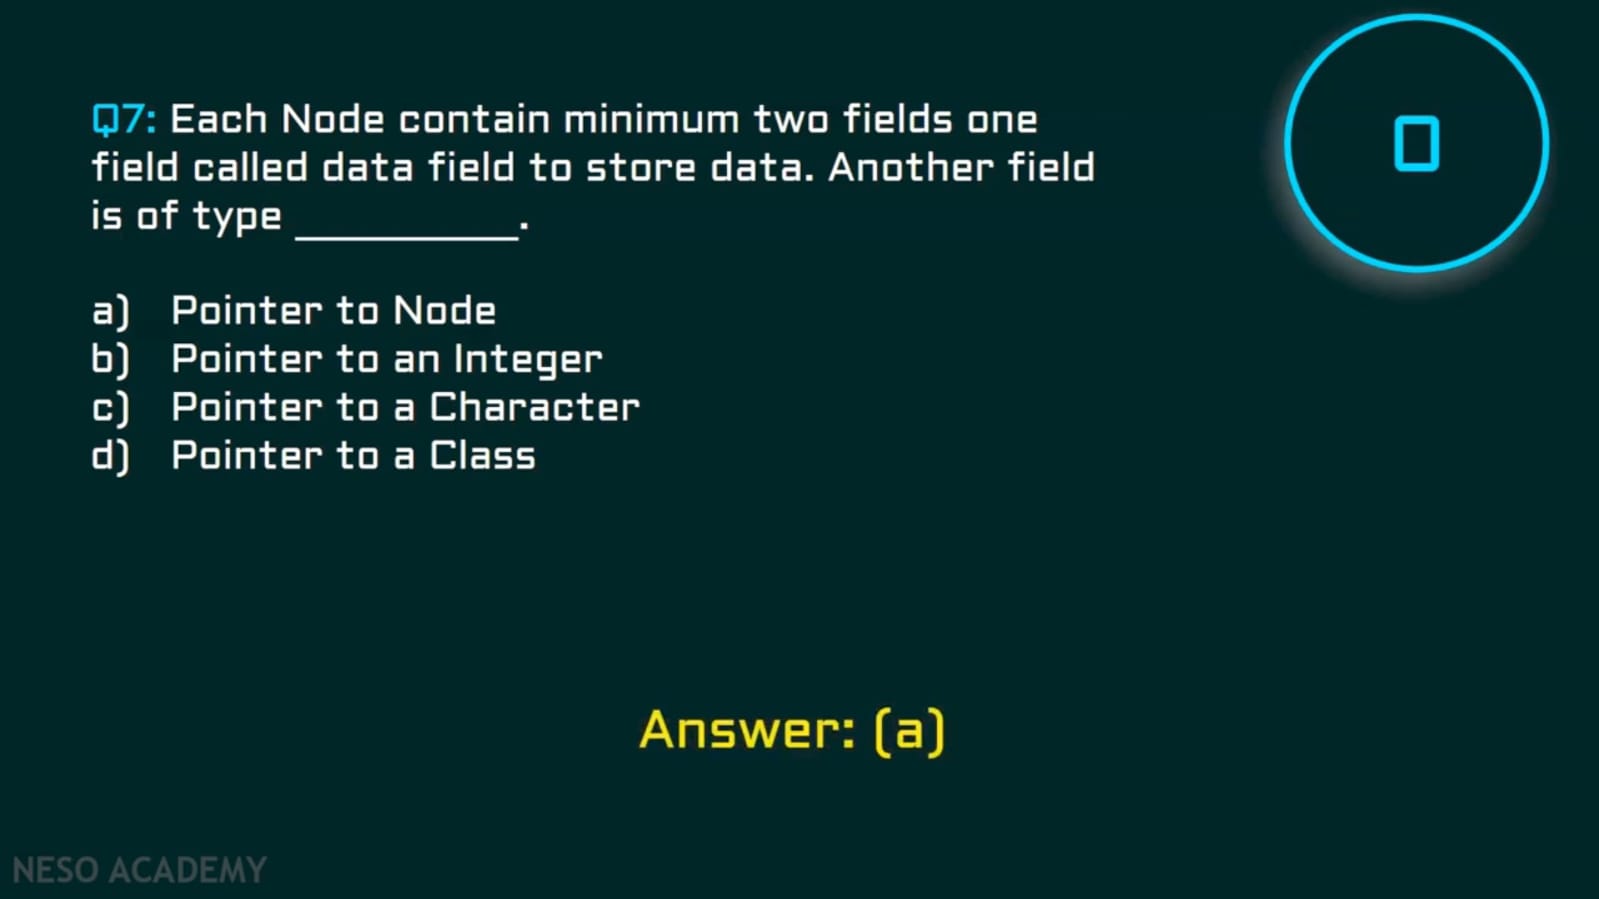 Q7: Each Node contain minimum two fields one
field called data field to store data. Another field
is of type __________.
a) Pointer to Node
b) Pointer to an Integer
c) Pointer to a Character
d) Pointer to a Class
0
Answer: (a)
NESO ACADEMY